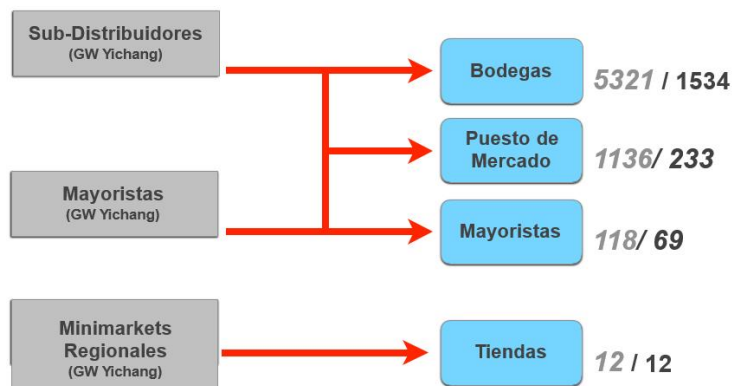 Sub-Distribuidores
(GW Yichang)
Bodegas
5321 / 1534
Puesto de
Mercado
1136/ 233
Mayoristas
(GW Yichang)
Mayoristas
118/ 69
Minimarkets
Regionales
(GW Yichang)
Tiendas
12 / 12